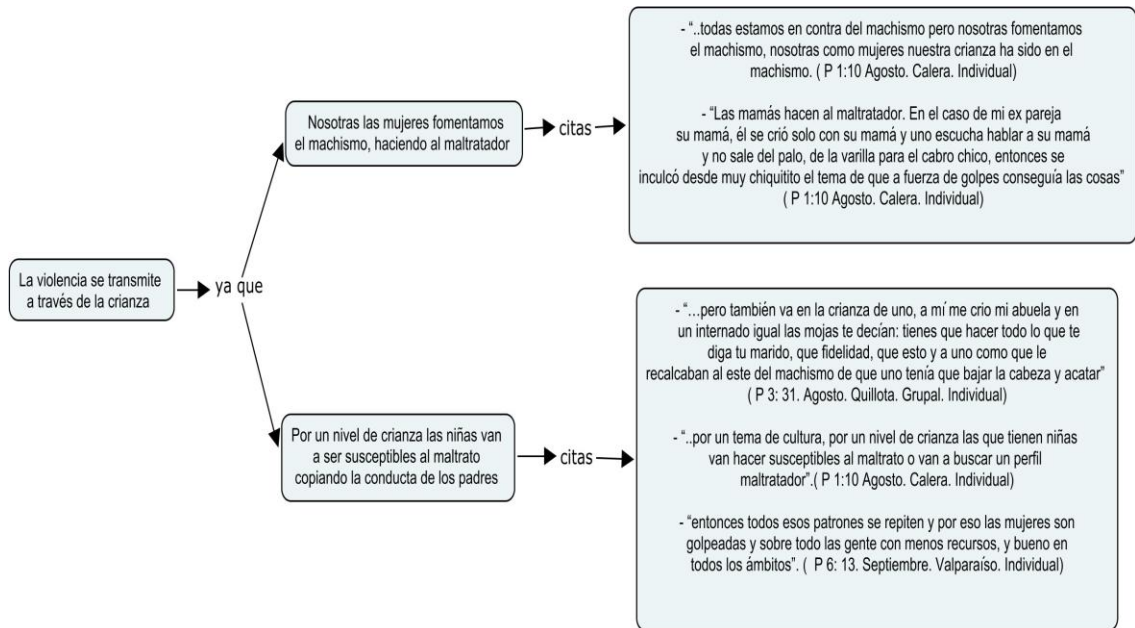 - “..todas estamos en contra del machismo pero nosotras fomentamos
el machismo, nosotras como mujeres nuestra crianza ha sido en el
machismo. ( P 1:10 Agosto. Calera. Individual)
- “Las mamás hacen al maltratador. En el caso de mi ex pareja
su mamá, él se crió solo con su mamá y uno escucha hablar a su mamá
y no sale del palo, de la varilla para el cabro chico, entonces se
inculcó desde muy chiquitito el tema de que a fuerza de golpes conseguía las cosas”
( P 1:10 Agosto. Calera. Individual)
Nosotras las mujeres fomentamos
el machismo, haciendo al maltratador
citas
La violencia se transmite
a través de la crianza
ya que
- “…pero también va en la crianza de uno, a mí me crio mi abuela y en
un internado igual las mojas te decían: tienes que hacer todo lo que te
diga tu marido, que fidelidad, que esto y a uno como que le
recalcaban al este del machismo de que uno tenía que bajar la cabeza y acatar”
( P 3: 31. Agosto. Quillota. Grupal. Individual)
- “..por un tema de cultura, por un nivel de crianza las que tienen niñas
van hacer susceptibles al maltrato o van a buscar un perfil
maltratador”.( P 1:10 Agosto. Calera. Individual)
- “entonces todos esos patrones se repiten y por eso las mujeres son
golpeadas y sobre todo las gente con menos recursos, y bueno en
todos los ámbitos”. ( P 6: 13. Septiembre. Valparaíso. Individual)
Por un nivel de crianza las niñas van
a ser susceptibles al maltrato
copiando la conducta de los padres
citas